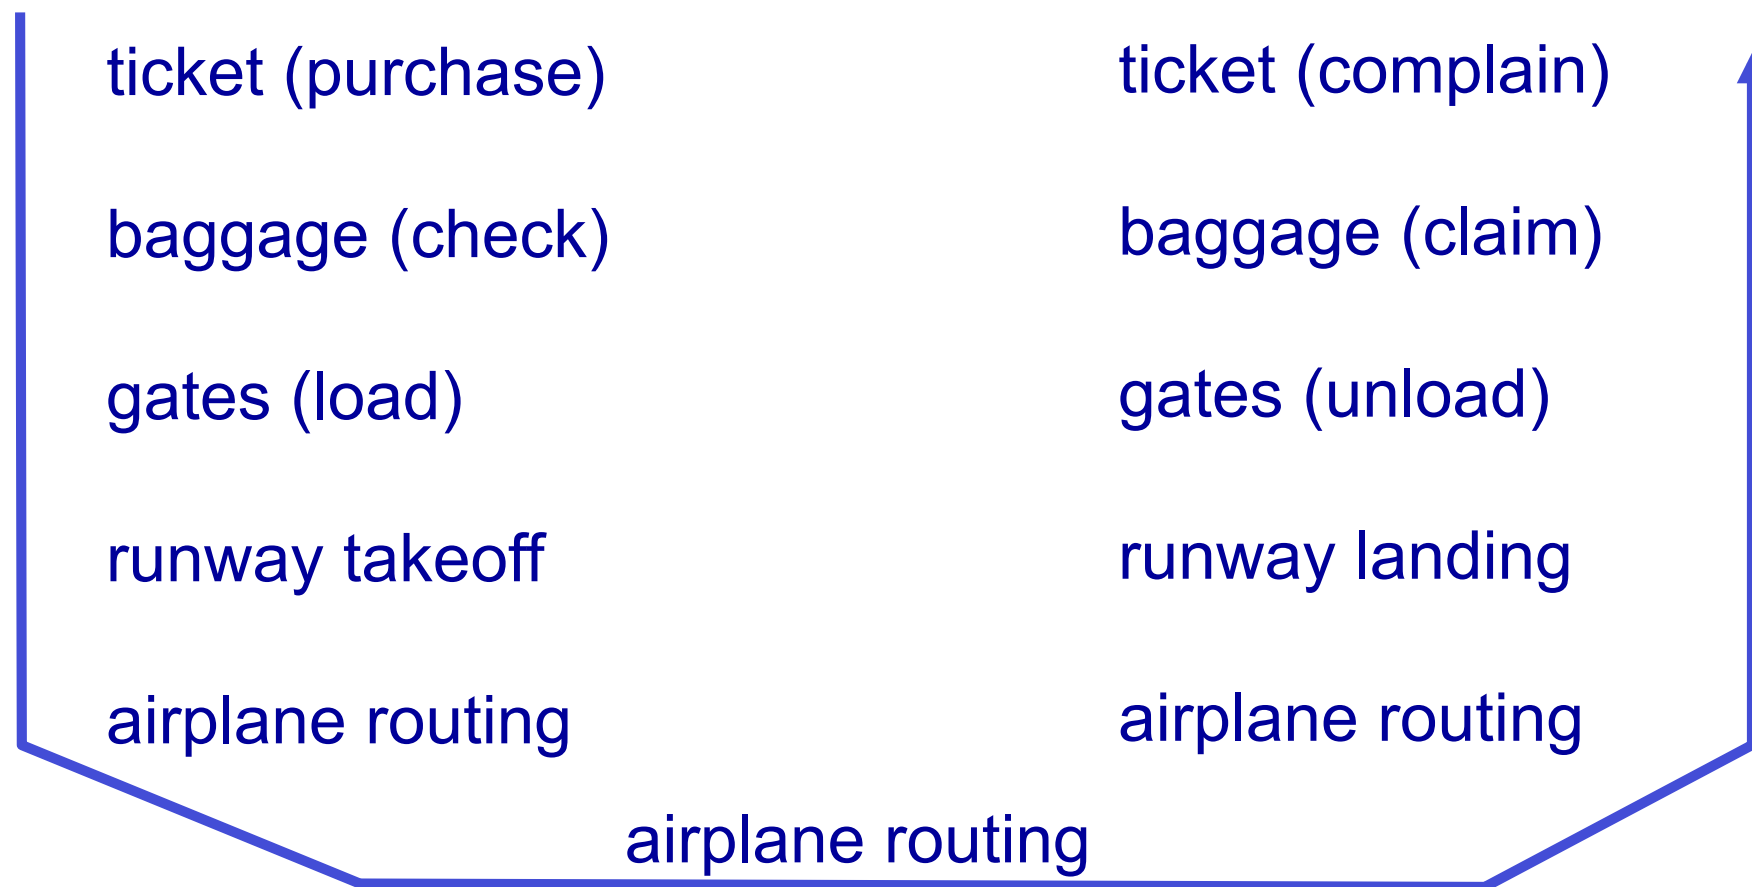 ticket (purchase)
baggage (check)
gates (load)
runway takeoff
airplane routing
airplane routing
ticket (complain)
baggage (claim)
gates (unload)
runway landing
airplane routing